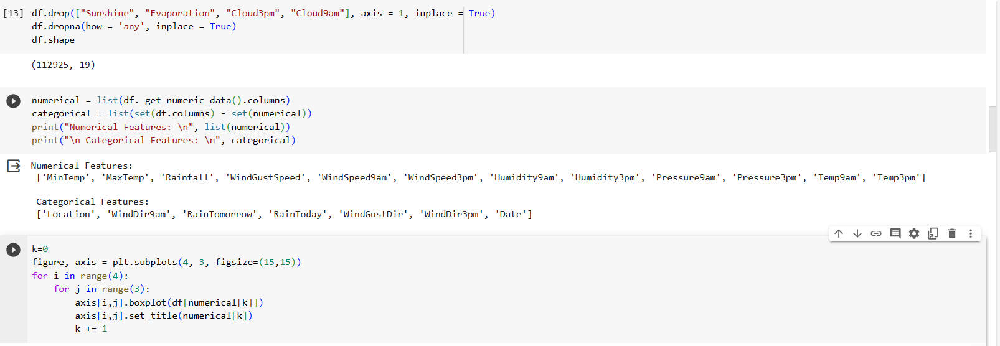 [13] df.drop(["Sunshine", "Evaporation", "Cloud3pm", "Cloud9am"], axis = 1, inplace = True)
df.dropna(how = 'any', inplace = True)
df.shape
(112925, 19)
numerical = list(df._get_numeric_data().columns)
categorical = list(set(df.columns) - set(numerical))
print("Numerical Features: \n", list(numerical))
print("\n Categorical Features: \n", categorical)
Numerical Features:
['MinTemp', 'MaxTemp', 'Rainfall', 'WindGustSpeed', 'WindSpeed9am', 'WindSpeed3pm', 'Humidity9am', 'Humidity3pm', 'Pressure9am', 'Pressure3pm', 'Temp9am', 'Temp3pm']
Categorical Features:
['Location', 'WindDir9am', 'RainTomorrow', 'RainToday', 'WindGustDir', 'WindDir3pm', 'Date']
k=0
figure, axis = plt.subplots(4, 3, figsize=(15,15))
for i in range(4):
    for j in range(3):
        axis[i,j].boxplot(df[numerical[k]])
        axis[i,j].set_title(numerical[k])
        k += 1